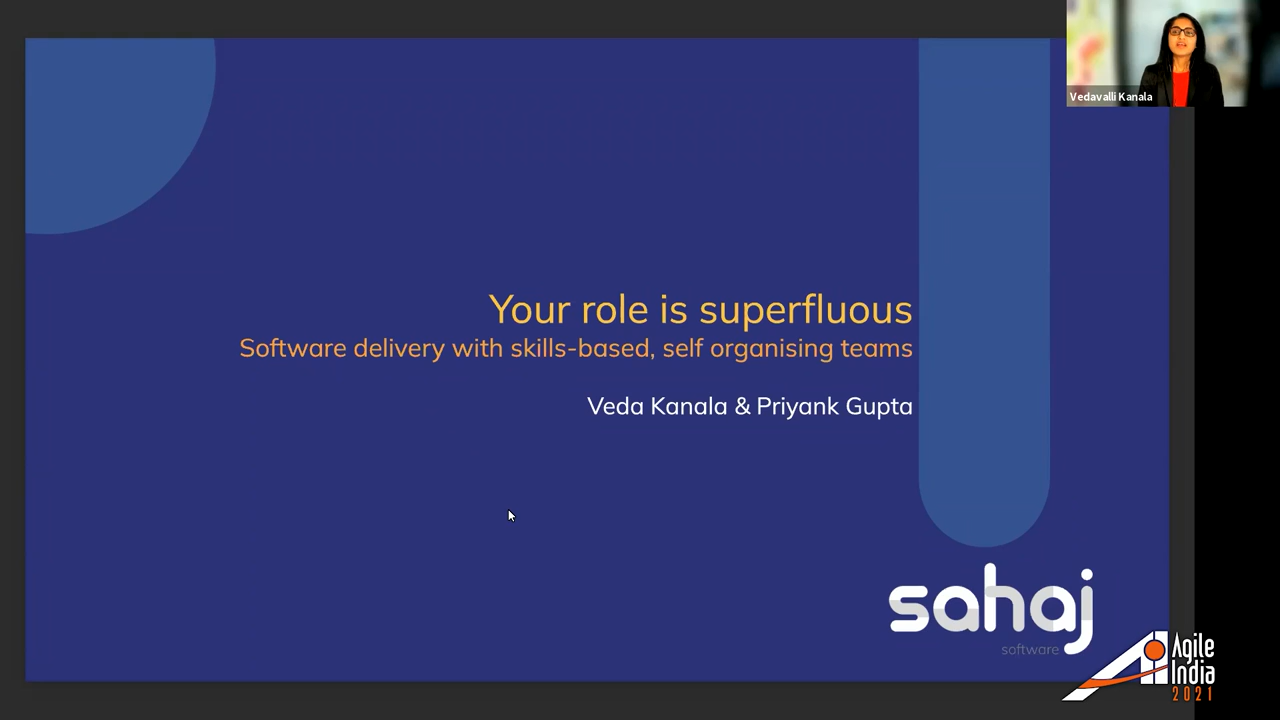 Vedavalli Kanala
Your role is superfluous
Software delivery with skills-based, self organising teams
Veda Kanala & Priyank Gupta
sahaj
software
Agile
India
2021